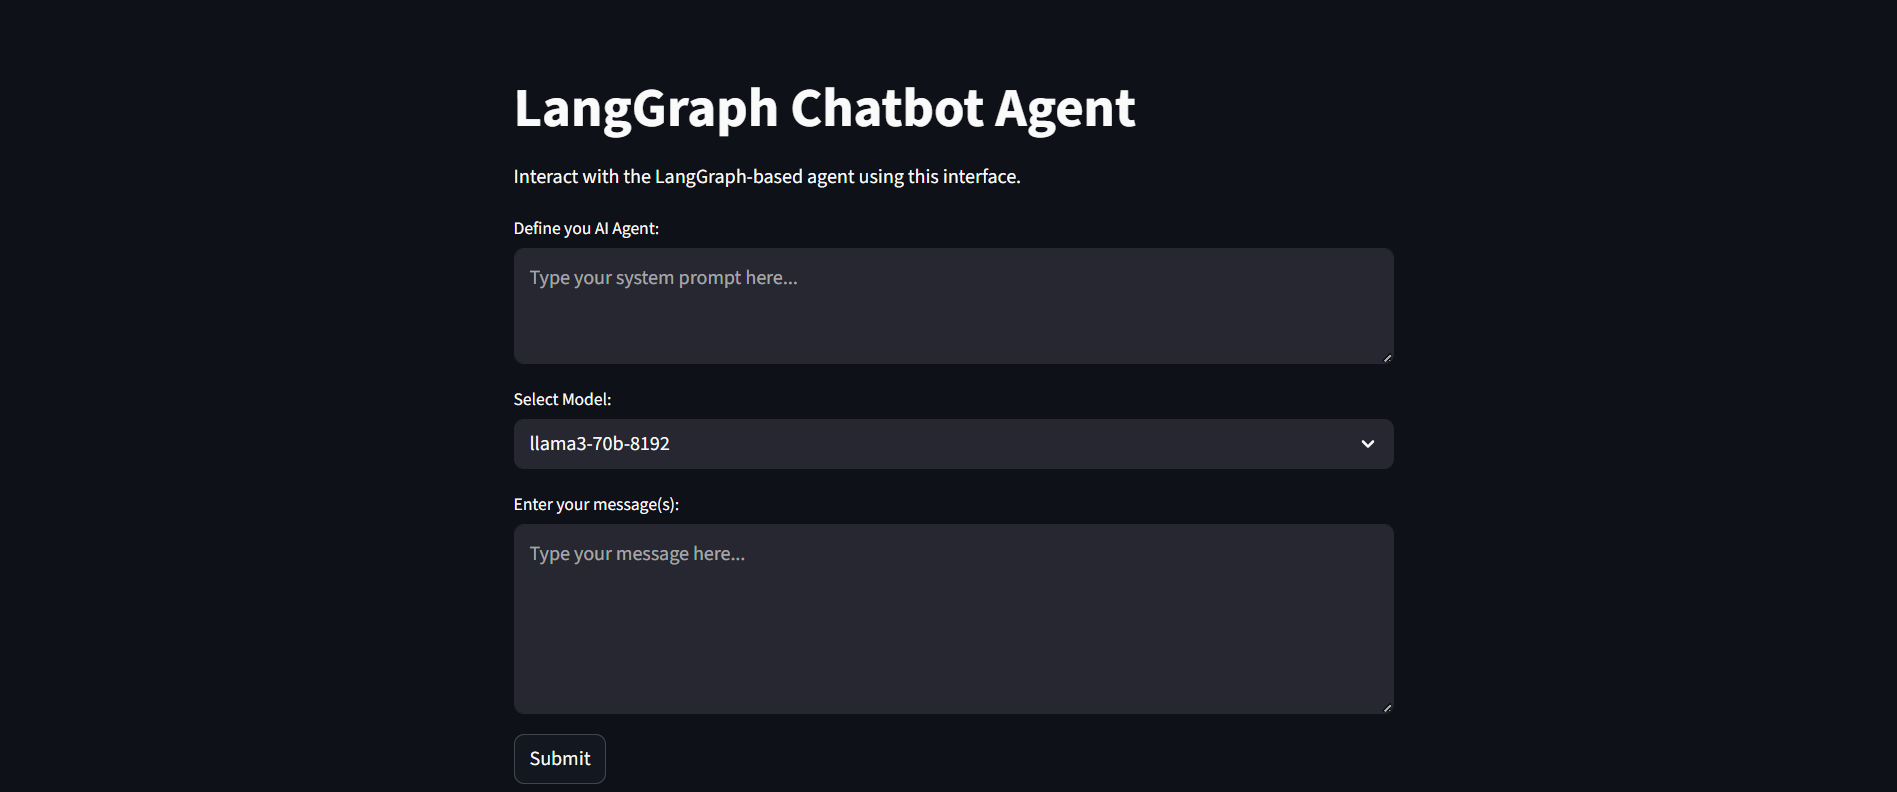 LangGraph Chatbot Agent
Interact with the LangGraph-based agent using this interface.
Define you AI Agent:
Type your system prompt here...
Select Model:
llama3-70b-8192
Enter your message(s):
Type your message here...
Submit